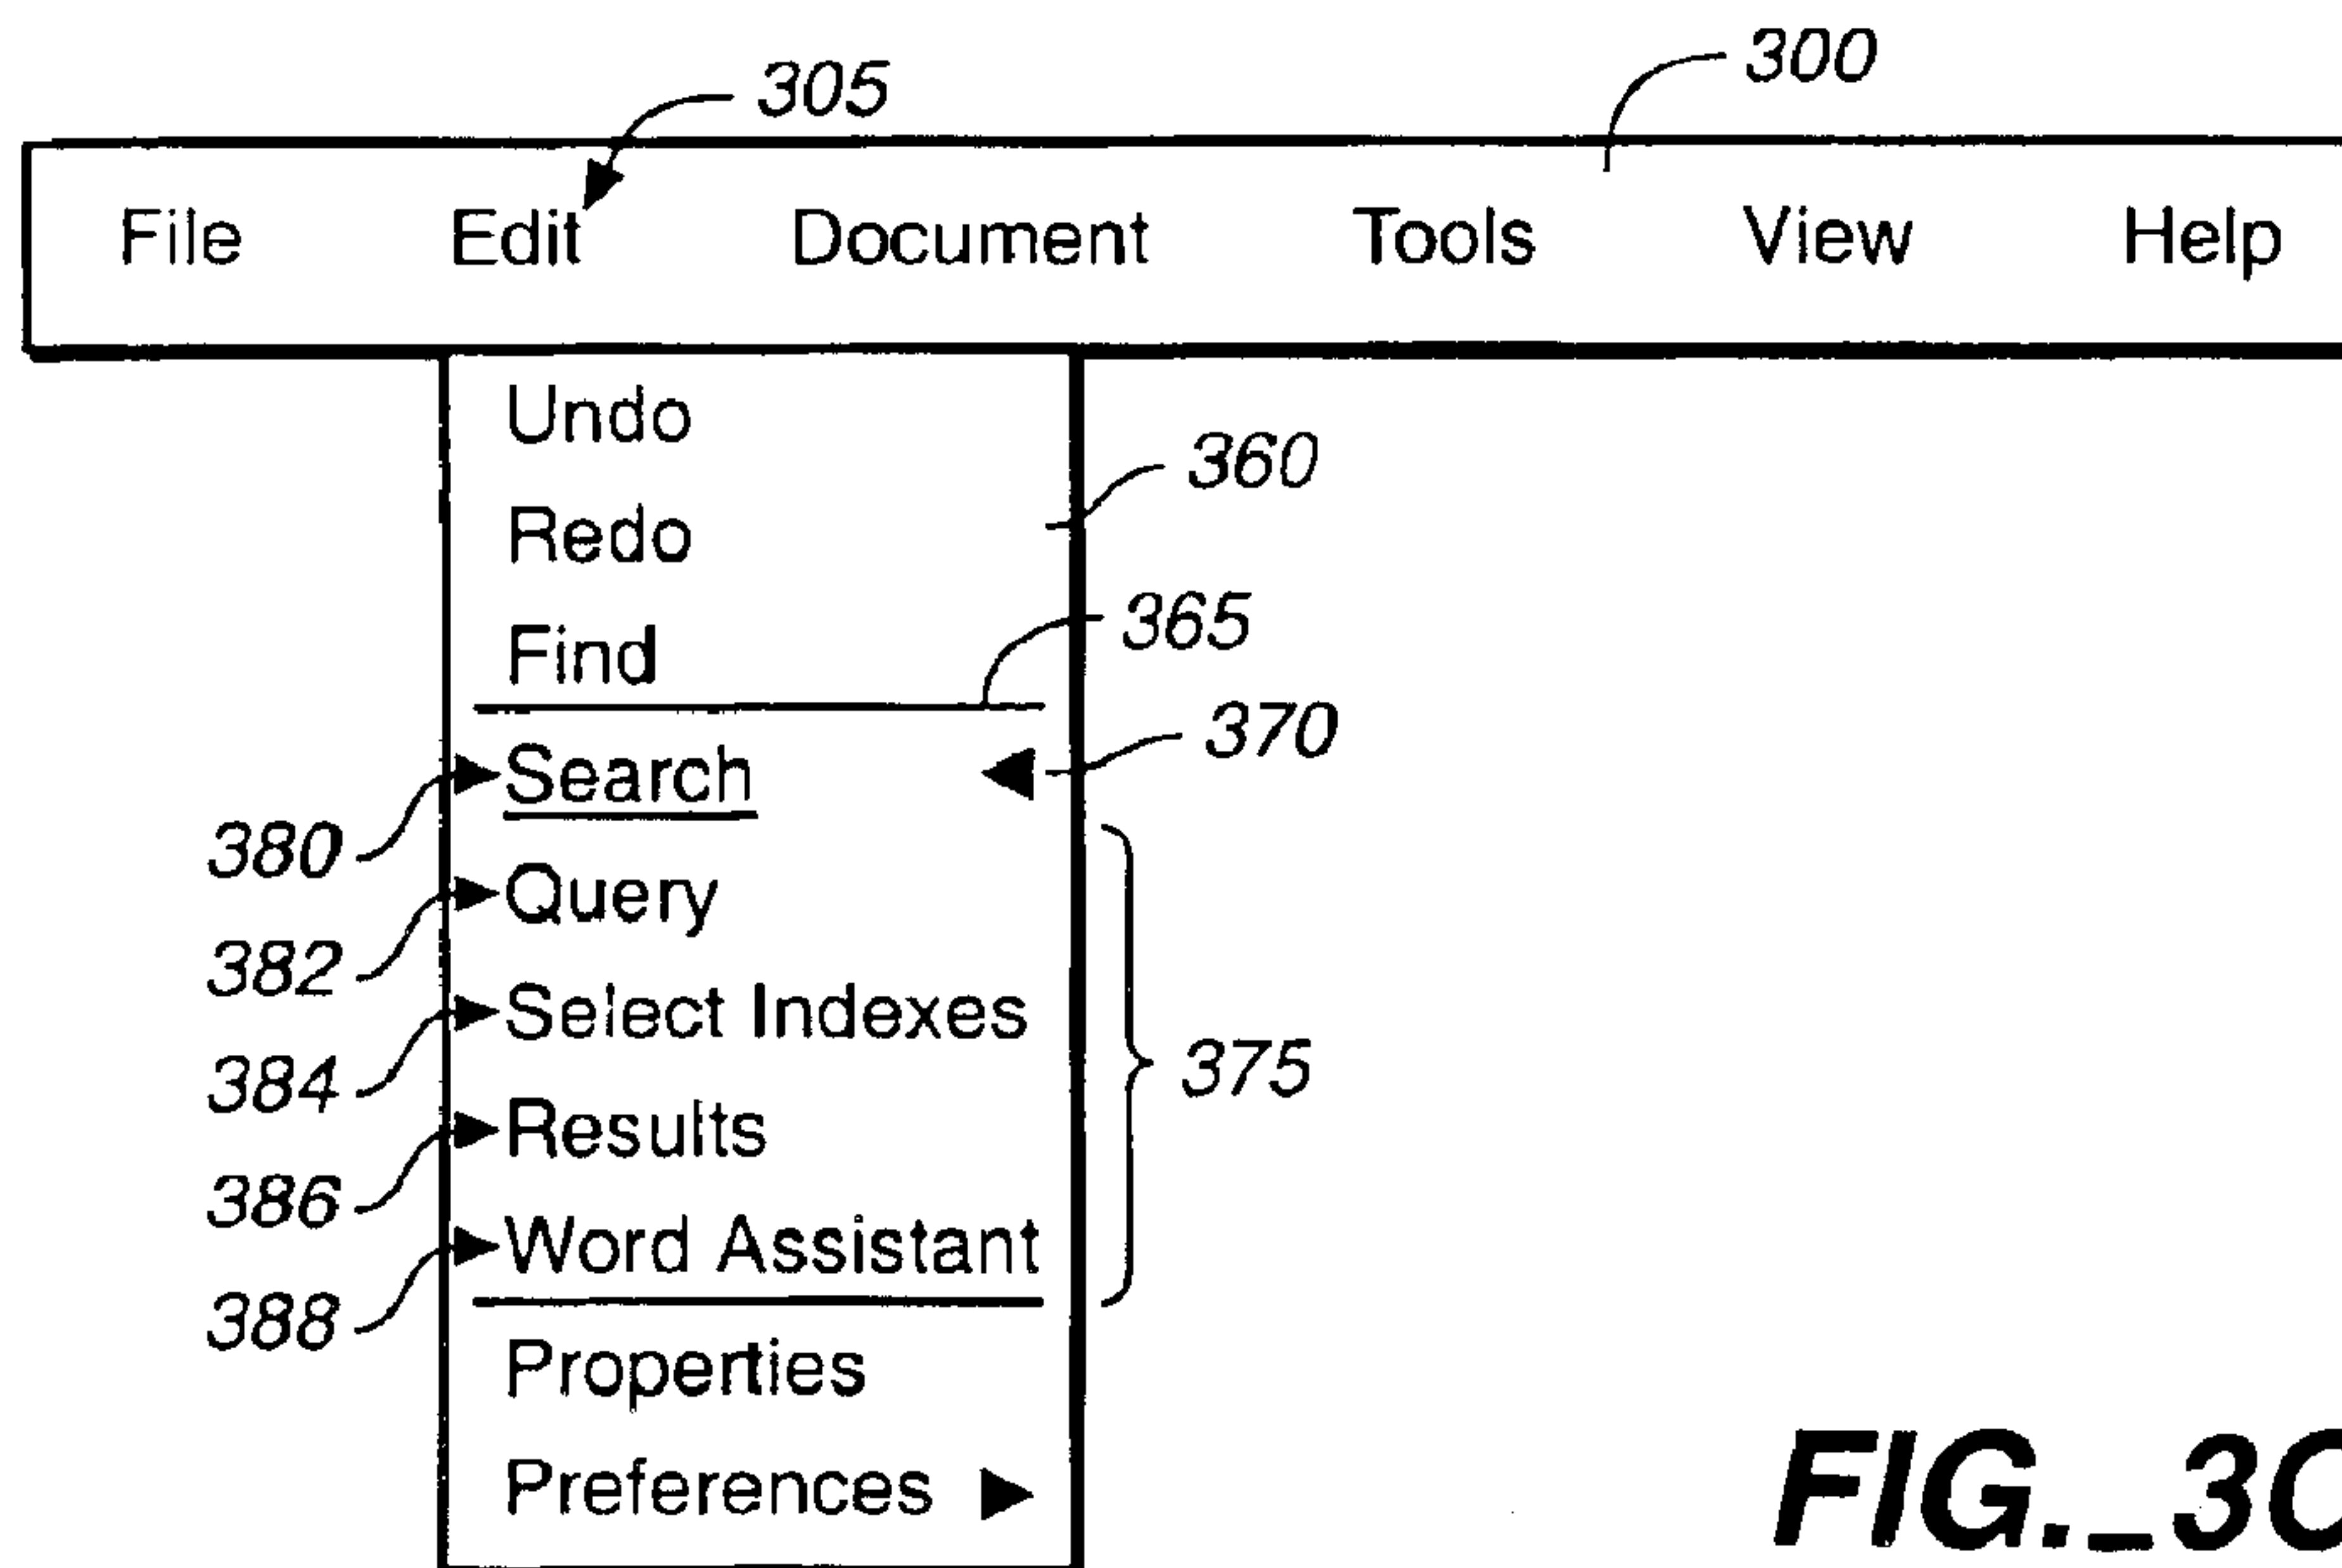 305
300
File Edit Document Tools View Help
Undo
360
Redo
365
Find
370
Search
380
Query
382
Select Indexes
375
384
Results
386
Word Assistant
388
Properties
Preferences
FIG._3C